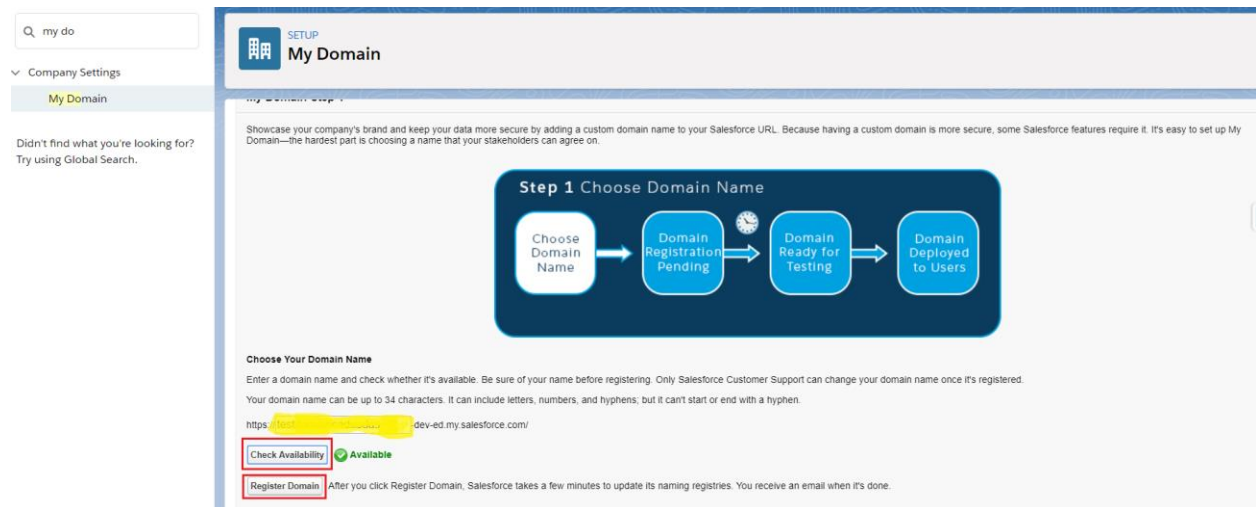 my do
Company Settings
My Domain
Didn't find what you're looking for?
Try using Global Search.
SETUP
My Domain
My Domain Step 1
Showcase your company's brand and keep your data more secure by adding a custom domain name to your Salesforce URL. Because having a custom domain is more secure, some Salesforce features require it. It's easy to set up My
Domain—the hardest part is choosing a name that your stakeholders can agree on.
Step 1 Choose Domain Name
Choose
Domain
Name
Domain
Registration
Pending
Domain
Ready for
Testing
Domain
Deployed
to Users
Choose Your Domain Name
Enter a domain name and check whether it's available. Be sure of your name before registering. Only Salesforce Customer Support can change your domain name once it's registered.
Your domain name can be up to 34 characters. It can include letters, numbers, and hyphens; but it can't start or end with a hyphen.
https: -dev-ed.my.salesforce.com/
Check Availability Available
Register Domain After you click Register Domain, Salesforce takes a few minutes to update its naming registries. You receive an email when it's done.